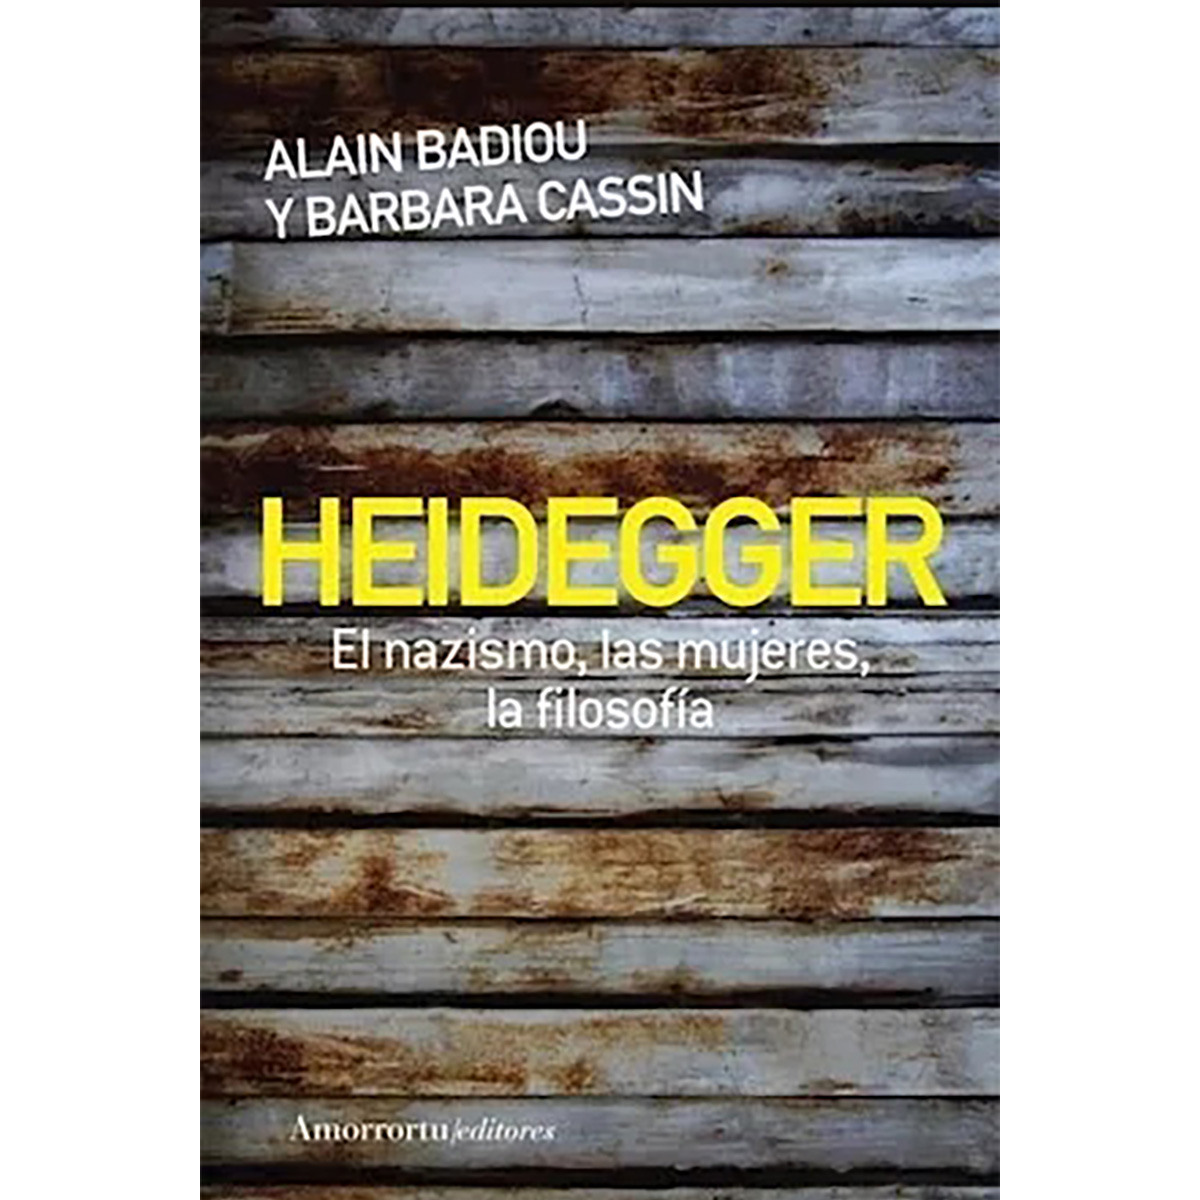 ALAIN BADIOU
Y BARBARA CASSIN
HEIDEGGER
El nazismo, las mujeres,
la filosofía
Amorrortu/editores